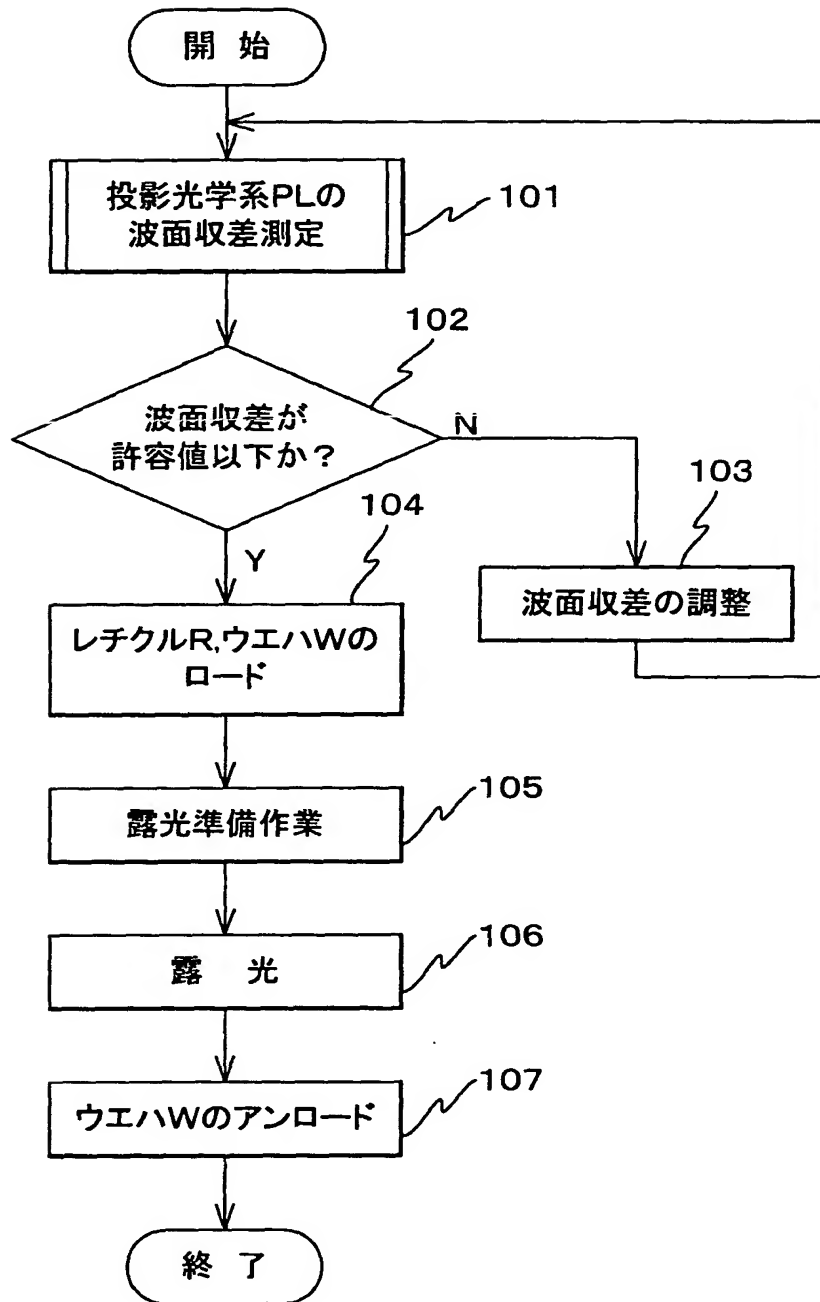 開 始
投影光学系PLの
波面収差測定
101
102
波面収差が
許容値以下か?
N
103
波面収差の調整
104
Y
レチクルR,ウエハWの
ロード
105
露光準備作業
106
露 光
107
ウエハWのアンロード
終 了